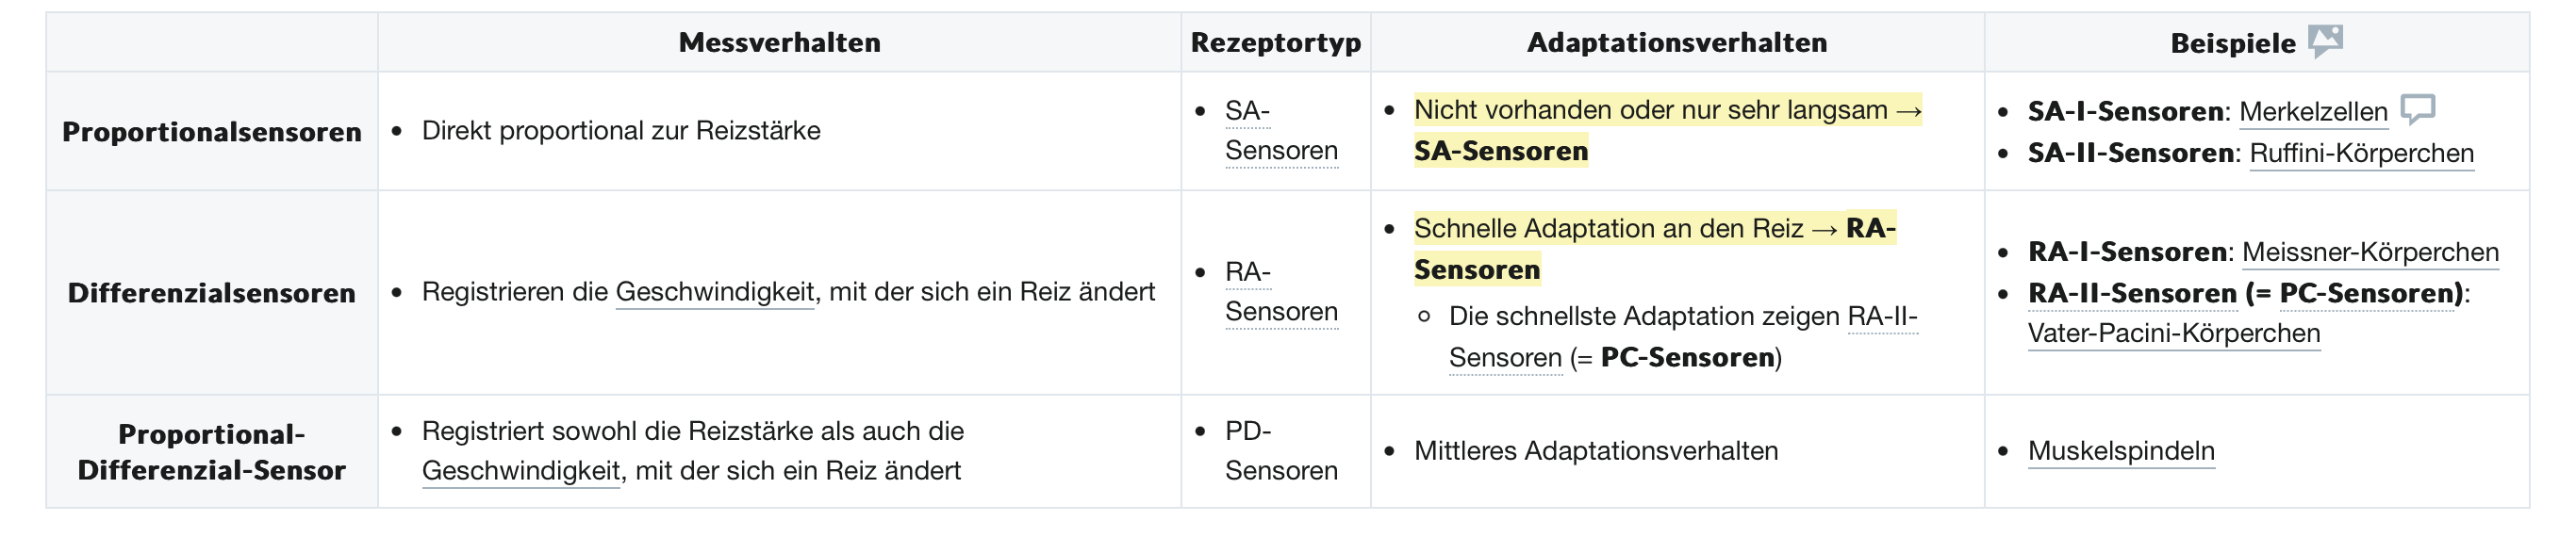 Messverhalten
Rezeptortyp
Adaptationsverhalten
Beispiele
Proportionalsensoren
• Direkt proportional zur Reizstärke
• SA-
Sensoren
• Nicht vorhanden oder nur sehr langsam →
SA-Sensoren
• SA-I-Sensoren: Merkelzellen
• SA-II-Sensoren: Ruffini-Körperchen
Differenzialsensoren
• Registrieren die Geschwindigkeit, mit der sich ein Reiz ändert
• RA-
Sensoren
• Schnelle Adaptation an den Reiz → RA-
Sensoren
○ Die schnellste Adaptation zeigen RA-II-
Sensoren (= PC-Sensoren)
• RA-I-Sensoren: Meissner-Körperchen
• RA-II-Sensoren (= PC-Sensoren):
Vater-Pacini-Körperchen
Proportional-
Differenzial-Sensor
• Registriert sowohl die Reizstärke als auch die
Geschwindigkeit, mit der sich ein Reiz ändert
• PD-
Sensoren
• Mittleres Adaptationsverhalten
• Muskelspindeln